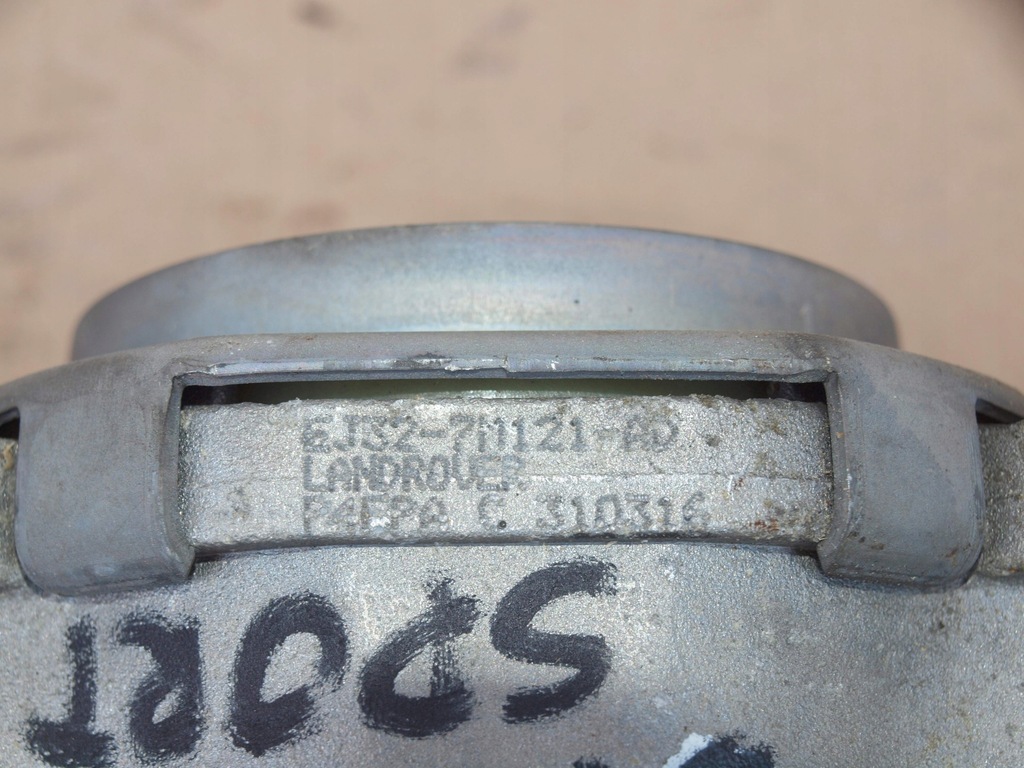 EJ32-7M121-AD
LANDROVER
P4FPA C 310316
SPORT